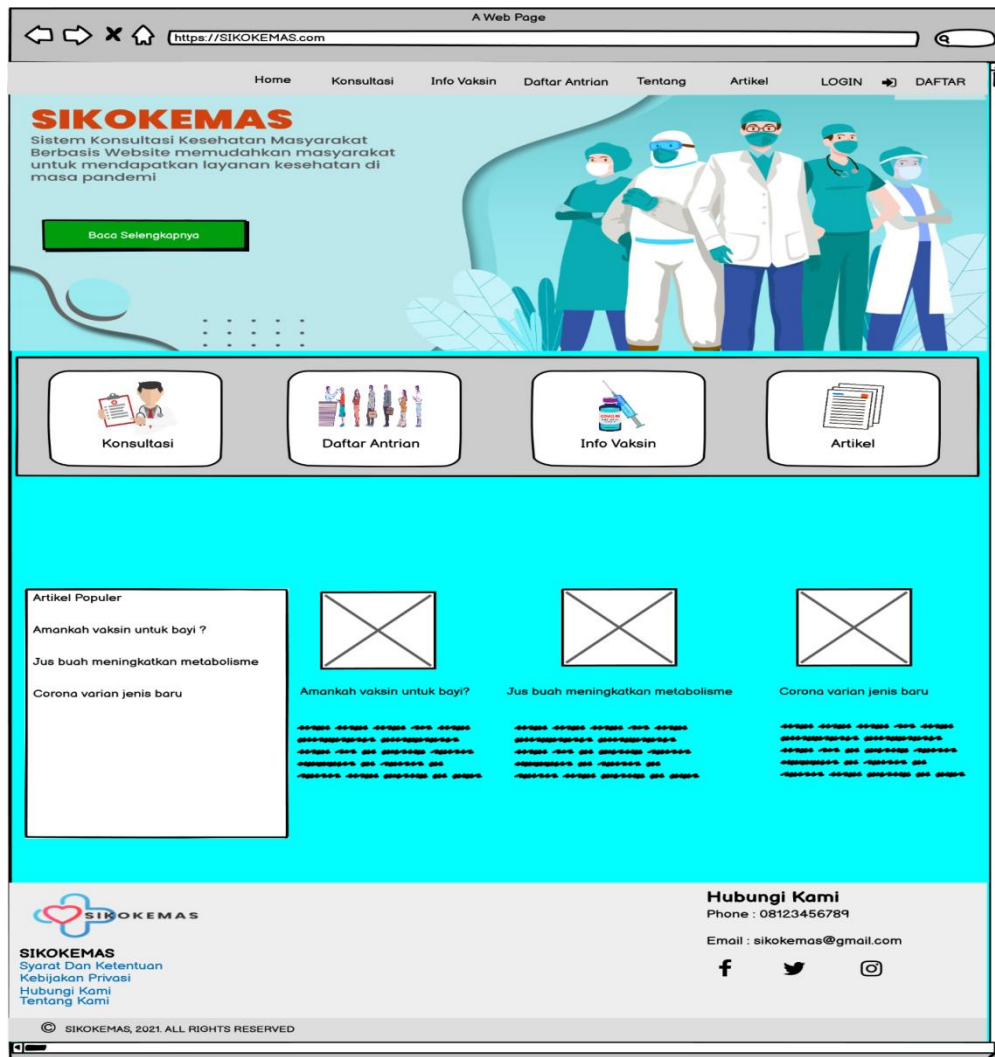 A Web Page
https://SIKOKEMAS.com
Home Konsultasi Info Vaksin Daftar Antrian Tentang Artikel LOGIN DAFTAR
SIKOKEMAS
Sistem Konsultasi Kesehatan Masyarakat
Berbasis Website memudahkan masyarakat
untuk mendapatkan layanan kesehatan di
masa pandemi
Baca Selengkapnya
Konsultasi
Daftar Antrian
Info Vaksin
Artikel
Artikel Populer
Amankah vaksin untuk bayi ?
Jus buah meningkatkan metabolisme
Corona varian jenis baru
Amankah vaksin untuk bayi?
Jus buah meningkatkan metabolisme
Corona varian jenis baru
SIKOKEMAS
SIKOKEMAS
Syarat Dan Ketentuan
Kebijakan Privasi
Hubungi Kami
Tentang Kami
Hubungi Kami
Phone : 08123456789
Email : sikokemas@gmail.com
© SIKOKEMAS, 2021. ALL RIGHTS RESERVED